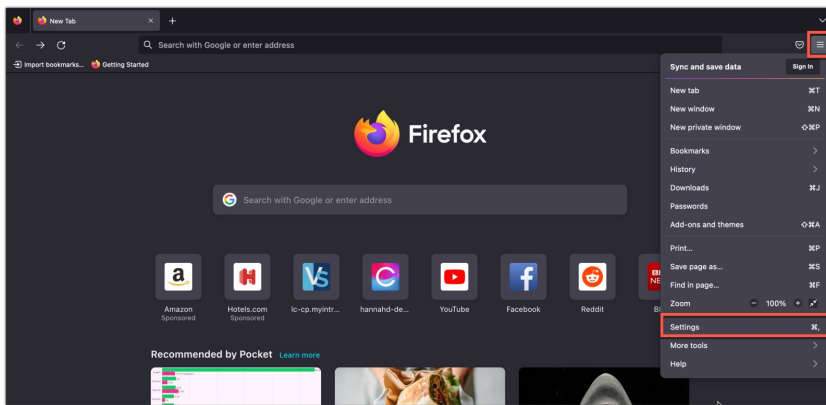 New Tab
Search with Google or enter address
Import bookmarks... Getting Started
Firefox
Search with Google or enter address
Amazon
Sponsored
Hotels.com
Sponsored
lc-cp.myintr...
hannahd-de...
YouTube
Facebook
Reddit
Recommended by Pocket Learn more
Sync and save data Sign In
New tab ⌘T
New window ⌘N
New private window ⇧⌘P
Bookmarks
History
Downloads ⌘J
Passwords
Add-ons and themes ⇧⌘A
Print... ⌘P
Save page as... ⌘S
Find in page... ⌘F
Zoom − 100% +
Settings ⌘,
More tools
Help